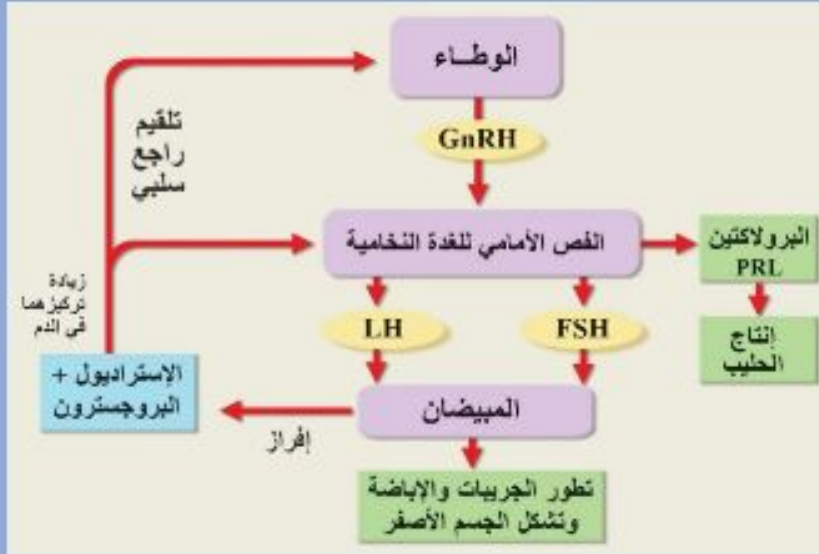 الوطــاء
GnRH
تلقيم
راجع
سلبي
الفص الأمامي للغدة النخامية
البرولاكتين
PRL
زيادة
تركيزهما
في الدم
LH
FSH
إنتاج
الحليب
الإستراديول +
البروجسترون
إفراز
المبيضان
تطور الجريبات والإباضة
وتشكل الجسم الأصفر